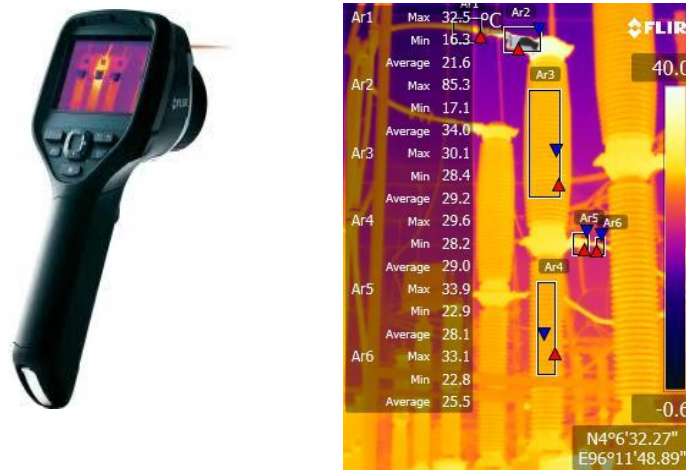 FLIR
Ar1 Max 32.5 °C
Min 16.3
Average 21.6
Ar2 Max 85.3
Min 17.1
Average 34.0
Ar3 Max 30.1
Min 28.4
Average 29.2
Ar4 Max 29.6
Min 28.2
Average 29.0
Ar5 Max 33.9
Min 22.9
Average 28.1
Ar6 Max 33.1
Min 22.8
Average 25.5
Ar1
Ar2
Ar3
Ar5 Ar6
Ar4
FLIR
40.0
-0.6
N4°6'32.27"
E96°11'48.89"